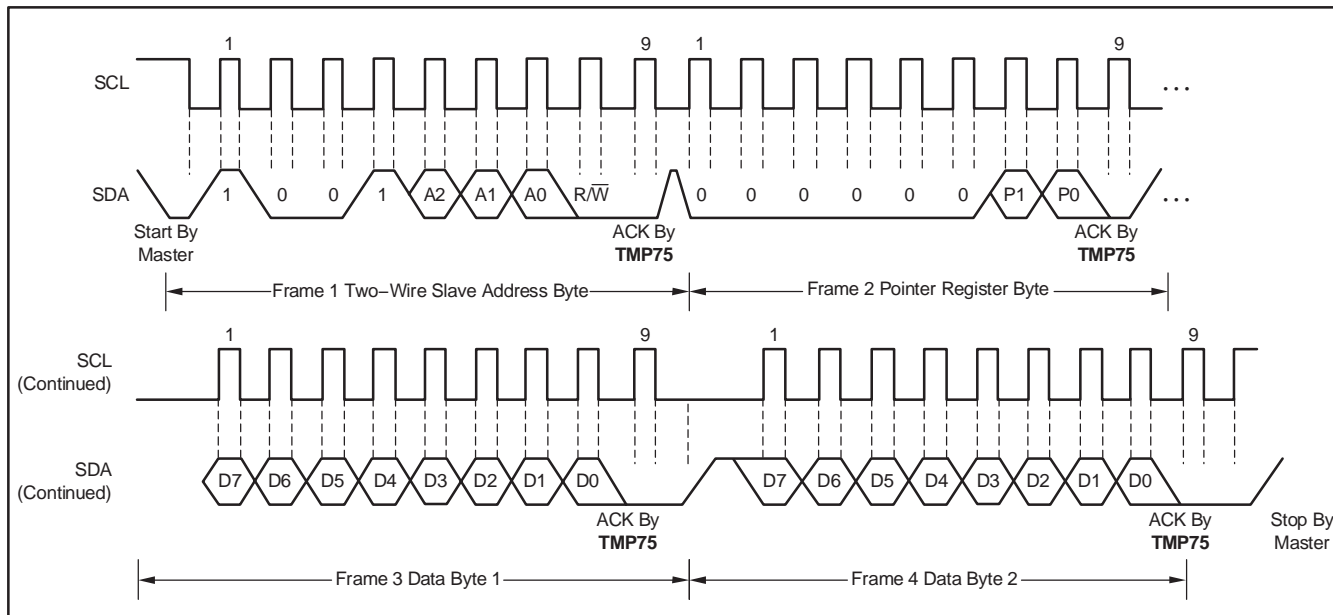 1 9 1 9
SCL ...
SDA 1 0 0 1 A2 A1 A0 R/W̅ 0 0 0 0 0 0 P1 P0 ...
Start By Master
ACK By TMP75
ACK By TMP75
Frame 1 Two−Wire Slave Address Byte
Frame 2 Pointer Register Byte
1 9 1 9
SCL (Continued)
SDA (Continued)
D7 D6 D5 D4 D3 D2 D1 D0 D7 D6 D5 D4 D3 D2 D1 D0
ACK By TMP75
ACK By TMP75
Stop By Master
Frame 3 Data Byte 1
Frame 4 Data Byte 2